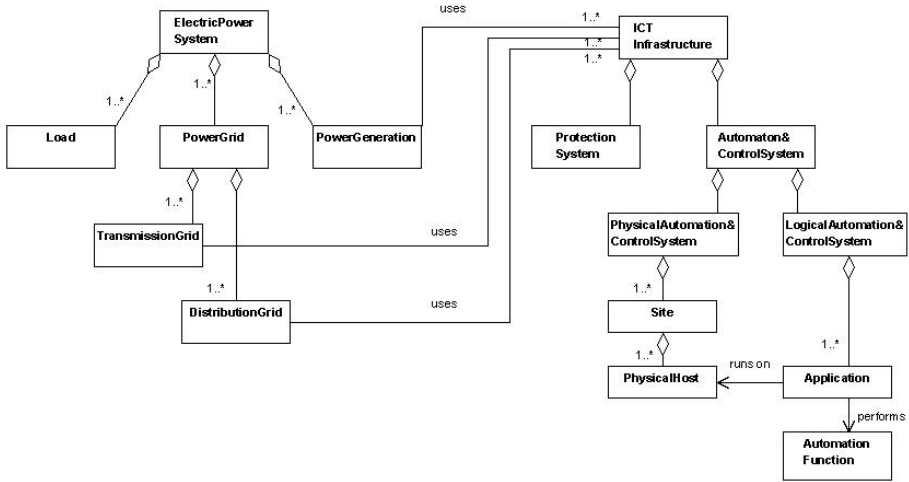 uses
ElectricPower
System
1..*
ICT
Infrastructure
1..*
1..*
1..*
1..*
1..*
Load
PowerGrid
PowerGeneration
Protection
System
Automaton&
ControlSystem
1..*
TransmissionGrid
uses
PhysicalAutomation&
ControlSystem
LogicalAutomation&
ControlSystem
1..*
DistributionGrid
uses
1..*
Site
1..*
1..*
PhysicalHost
runs on
Application
performs
Automation
Function